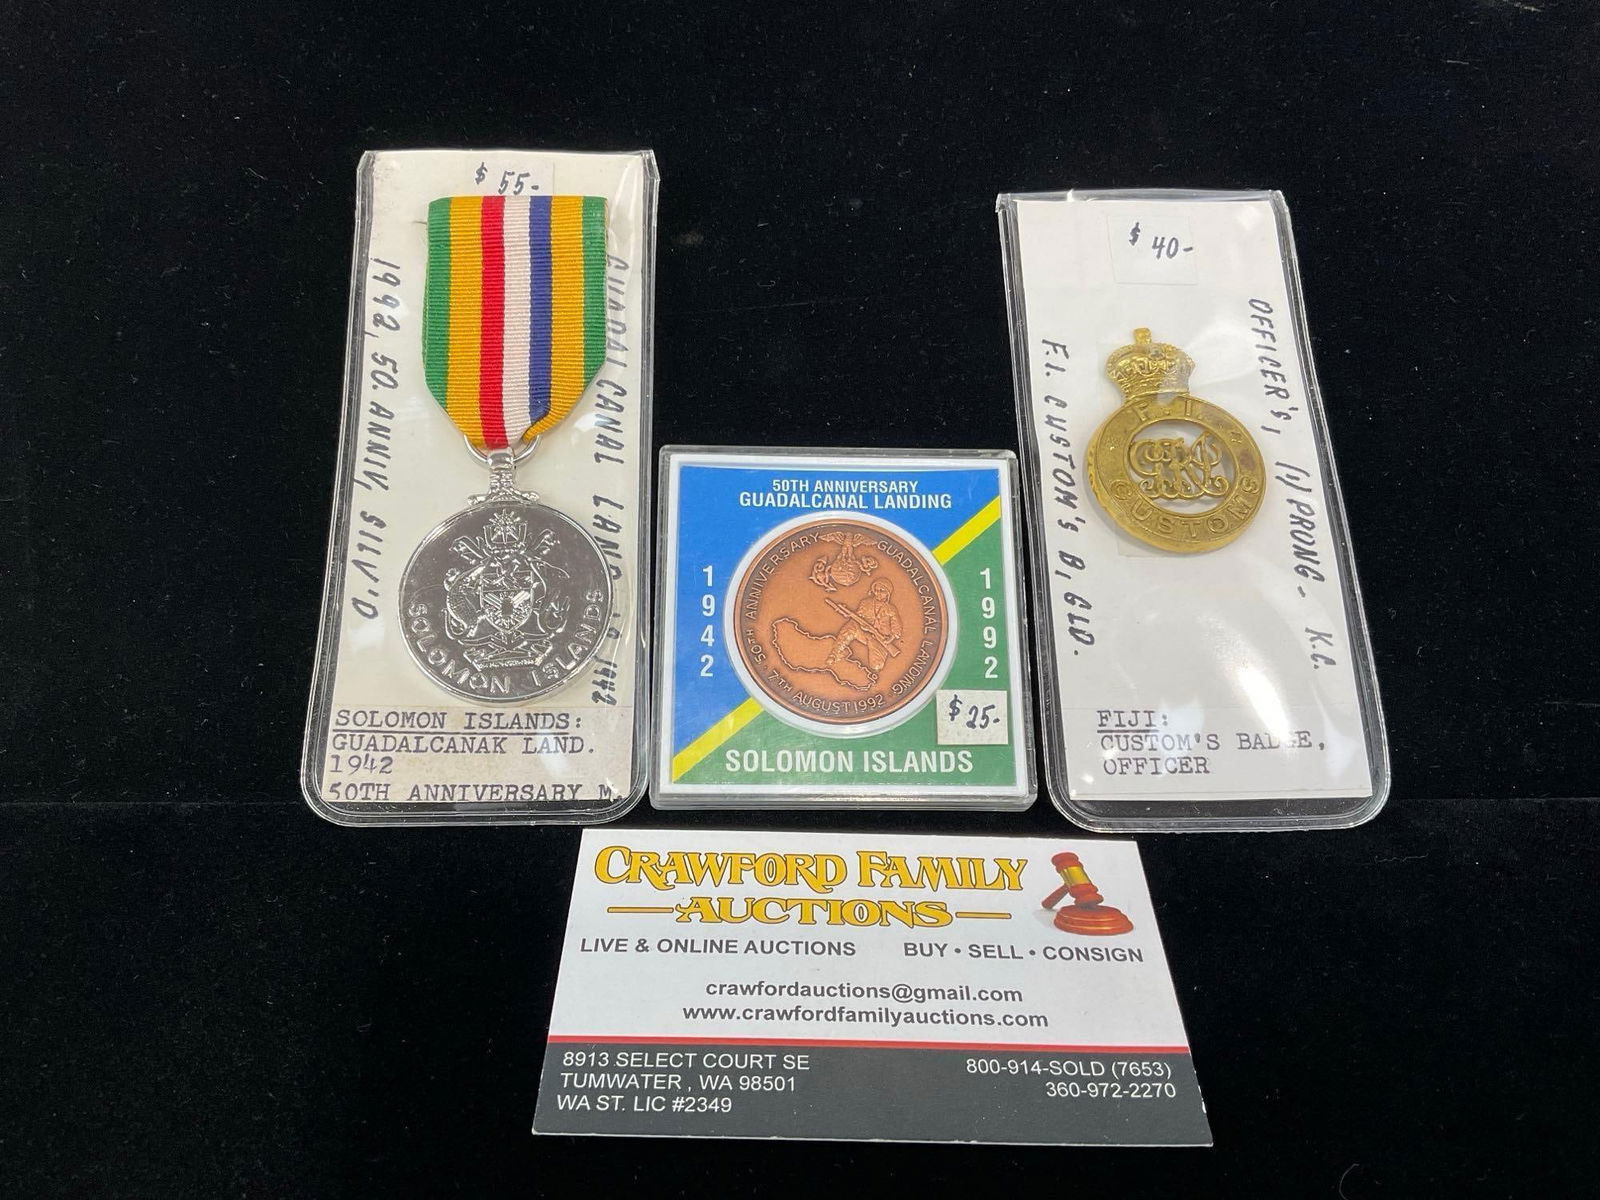 $ 55-
1992, 50. ANNIV, SILV'D
GUADALCANAL LAND
1942
SOLOMON ISLANDS
SOLOMON ISLANDS:
GUADALCANAK LAND.
1942
50TH ANNIVERSARY M
50TH ANNIVERSARY
GUADALCANAL LANDING
1942
1992
50TH ANNIVERSARY GUADALCANAL LANDING
7TH AUGUST 1992
$ 25-
SOLOMON ISLANDS
$ 40-
OFFICER'S, (1) PRONG - K.C.
F.I. CUSTOM'S B, GLD.
F. I.
CUSTOMS
FIJI:
CUSTOM'S BADGE,
OFFICER
CRAWFORD FAMILY
AUCTIONS
LIVE & ONLINE AUCTIONS BUY • SELL • CONSIGN
crawfordauctions@gmail.com
www.crawfordfamilyauctions.com
8913 SELECT COURT SE 800-914-SOLD (7653)
TUMWATER , WA 98501 360-972-2270
WA ST. LIC #2349